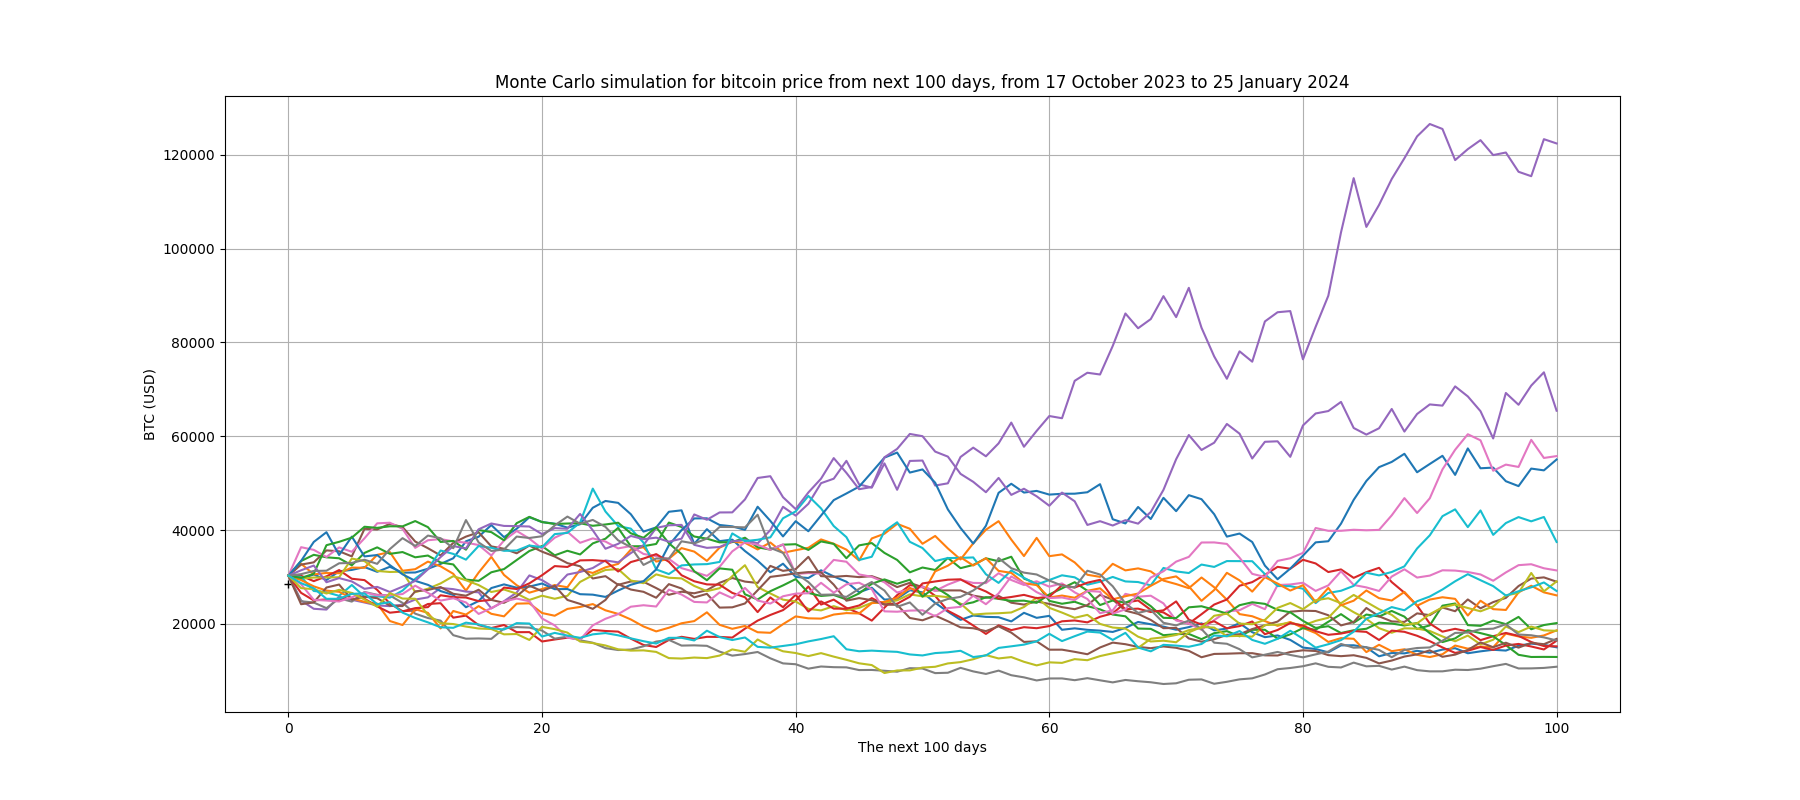 Monte Carlo simulation for bitcoin price from next 100 days, from 17 October 2023 to 25 January 2024
120000
100000
80000
60000
40000
20000
BTC (USD)
0 20 40 60 80 100
The next 100 days